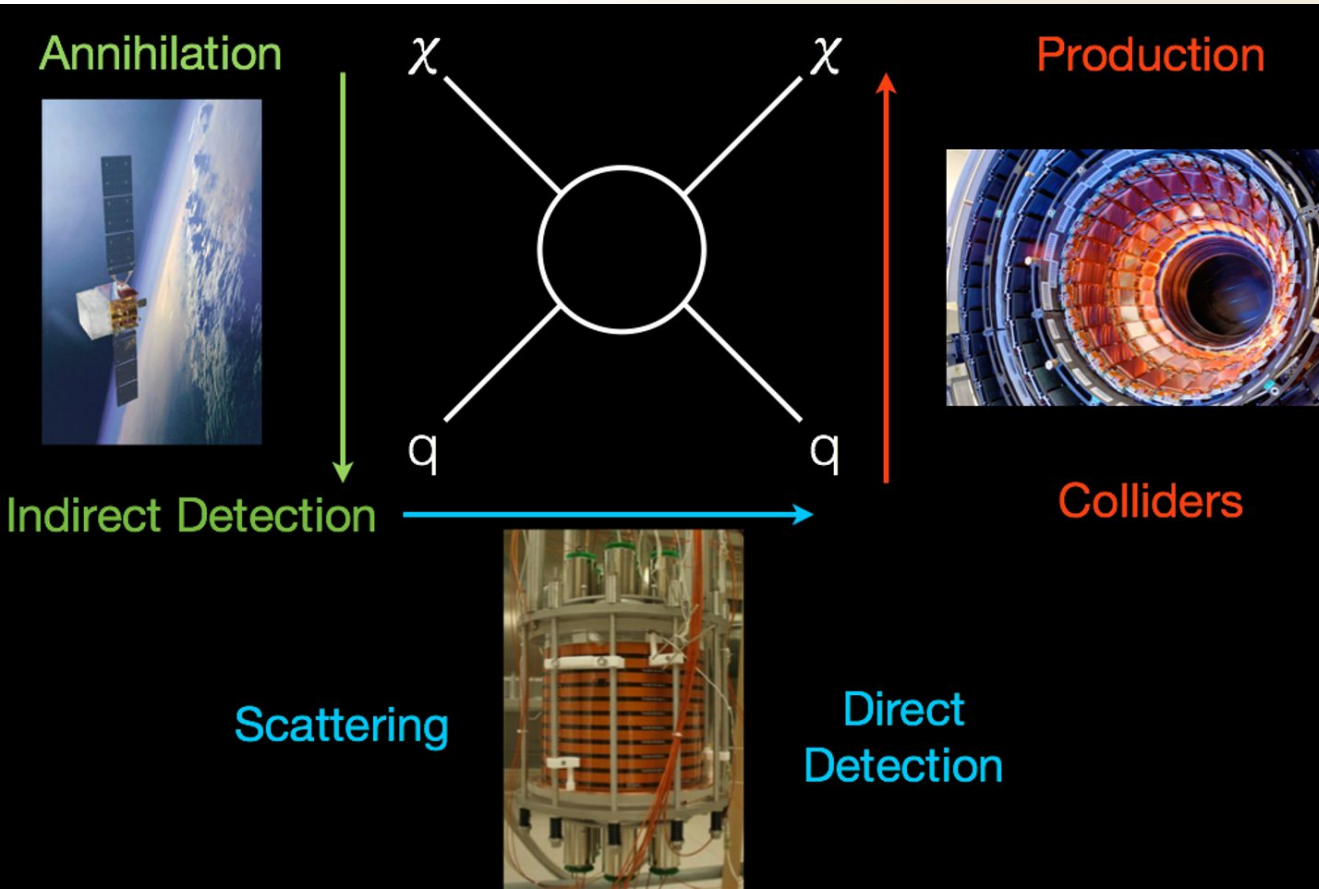 Annihilation
χ
χ
Production
q
q
Indirect Detection
Colliders
Scattering
Direct
Detection